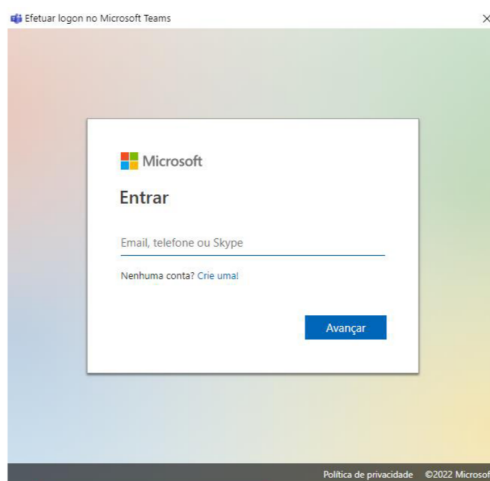 Efetuar logon no Microsoft Teams
Microsoft
Entrar
Email, telefone ou Skype
Nenhuma conta? Crie uma!
Avançar
Política de privacidade ©2022 Microsof